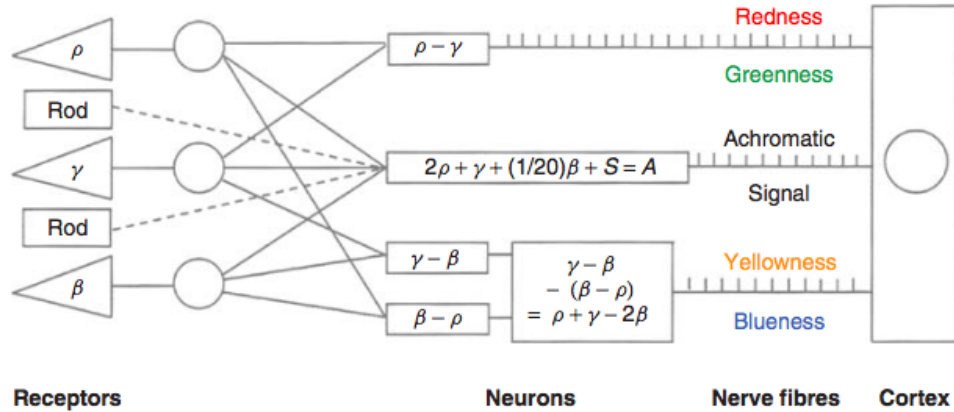 Redness
ρ
ρ − γ
Greenness
Rod
Achromatic
γ
2ρ + γ + (1/20)β + S = A
Signal
Rod
γ − β
γ − β
− (β − ρ)
= ρ + γ − 2β
Yellowness
β
β − ρ
Blueness
Receptors
Neurons
Nerve fibres
Cortex